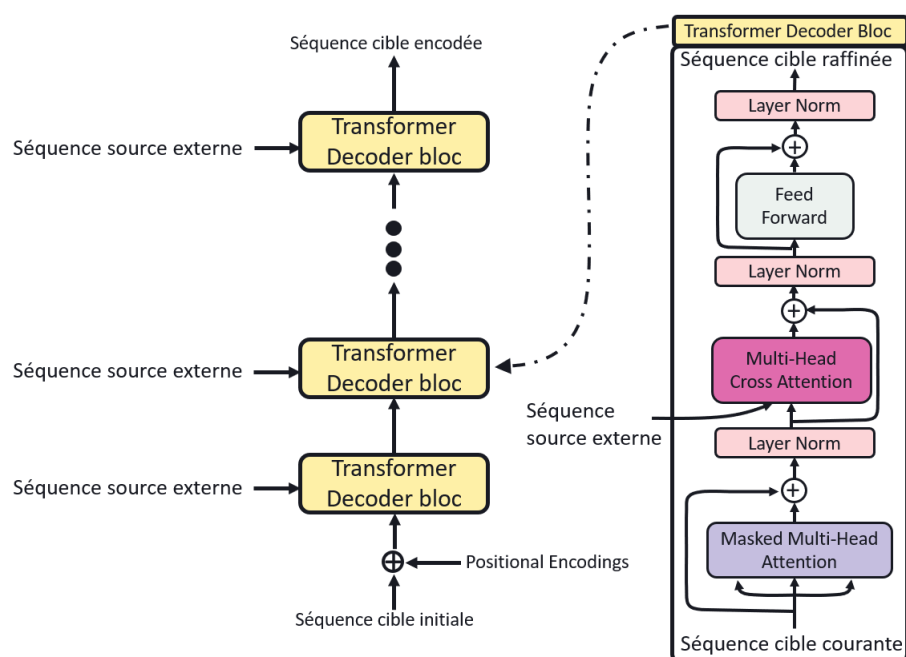 Séquence cible encodée
Transformer
Decoder bloc
Séquence source externe
Transformer
Decoder bloc
Séquence source externe
Transformer
Decoder bloc
Séquence source externe
Positional Encodings
Séquence cible initiale
Transformer Decoder Bloc
Séquence cible raffinée
Layer Norm
Feed
Forward
Layer Norm
Multi-Head
Cross Attention
Séquence
source externe
Layer Norm
Masked Multi-Head
Attention
Séquence cible courante